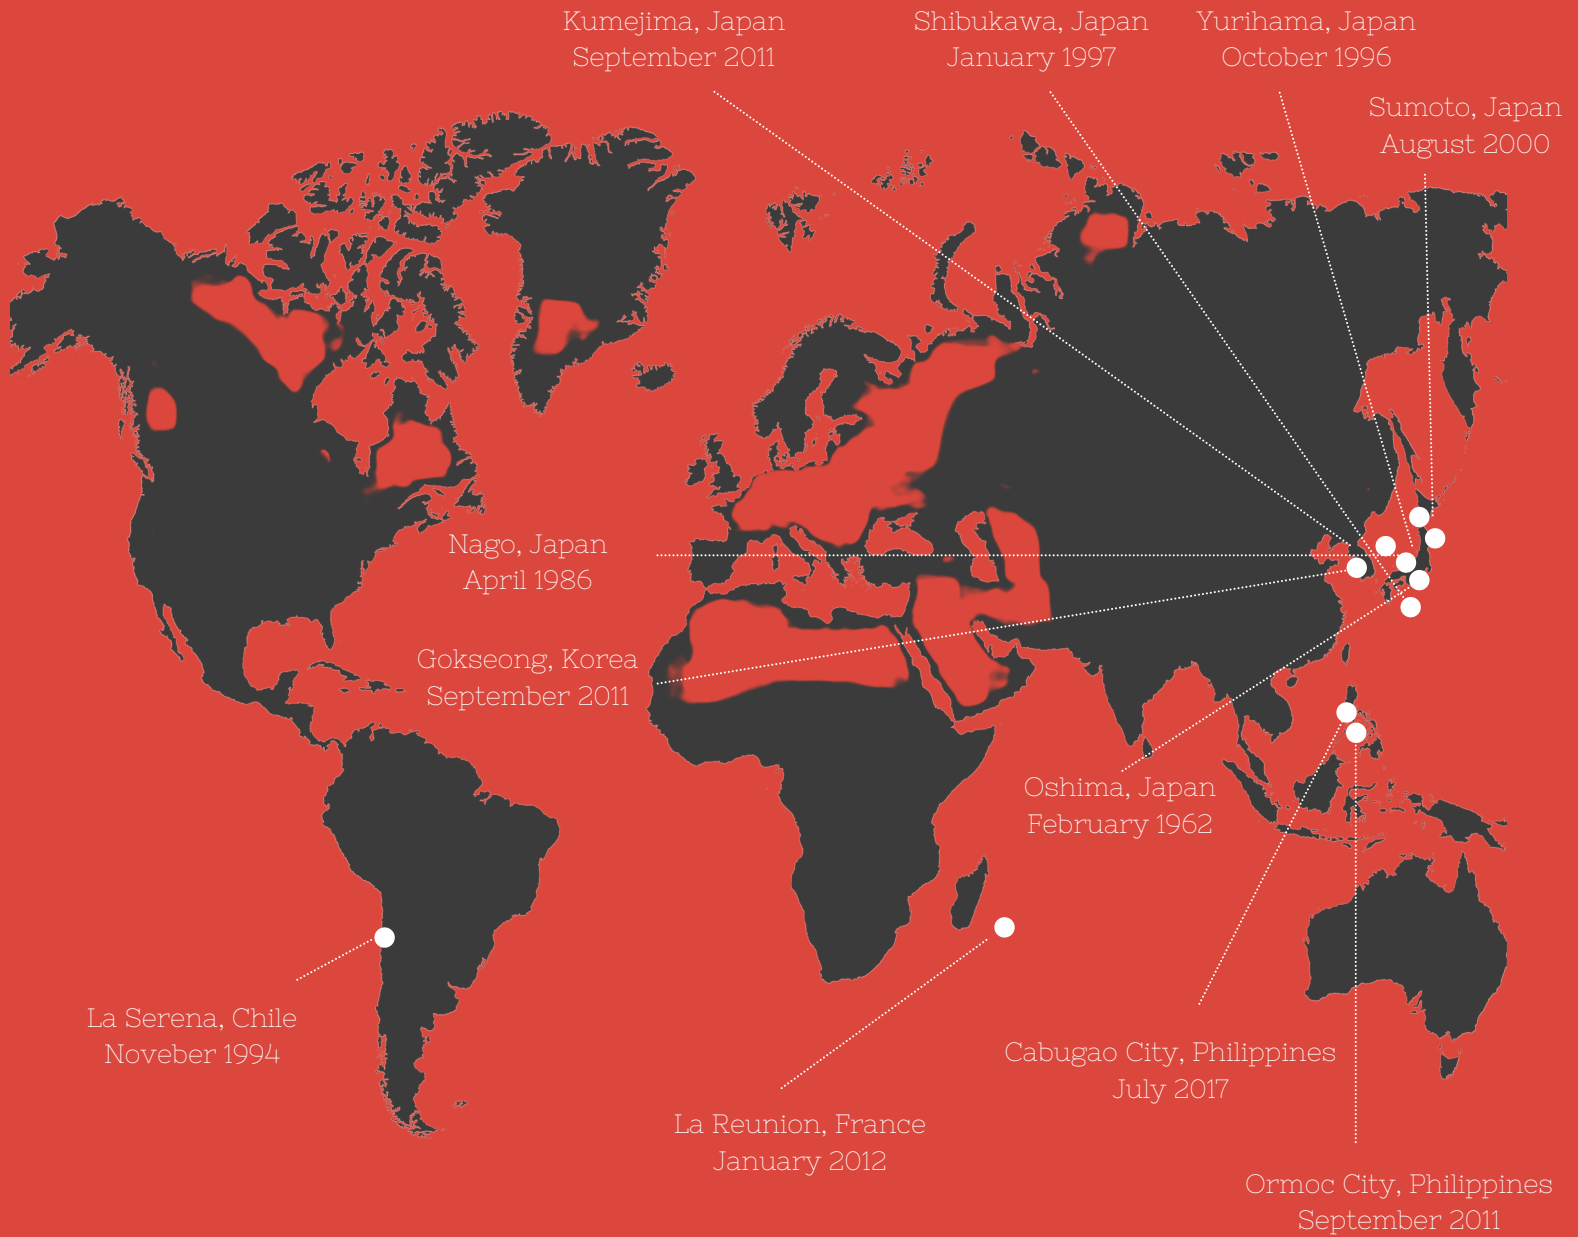 Kumejima, Japan
September 2011
Shibukawa, Japan
January 1997
Yurihama, Japan
October 1996
Sumoto, Japan
August 2000
Nago, Japan
April 1986
Gokseong, Korea
September 2011
Oshima, Japan
February 1962
La Serena, Chile
Noveber 1994
Cabugao City, Philippines
July 2017
La Reunion, France
January 2012
Ormoc City, Philippines
September 2011